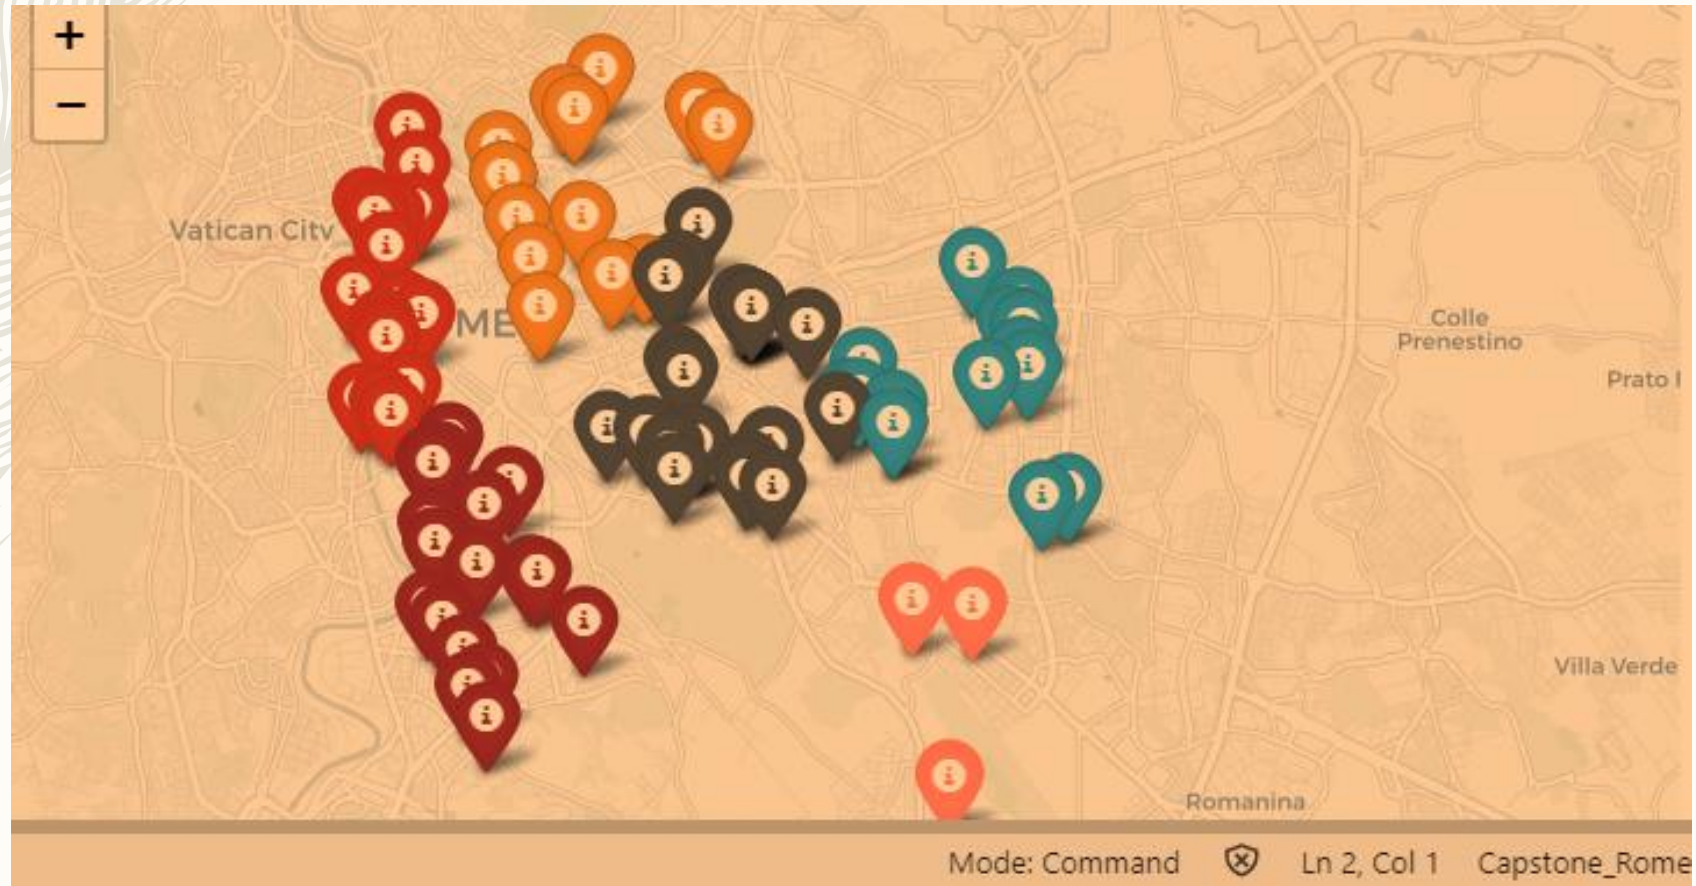 +
−
Vatican City
ME
Colle
Prenestino
Prato
Villa Verde
Romanina
Mode: Command
Ln 2, Col 1
Capstone_Rome